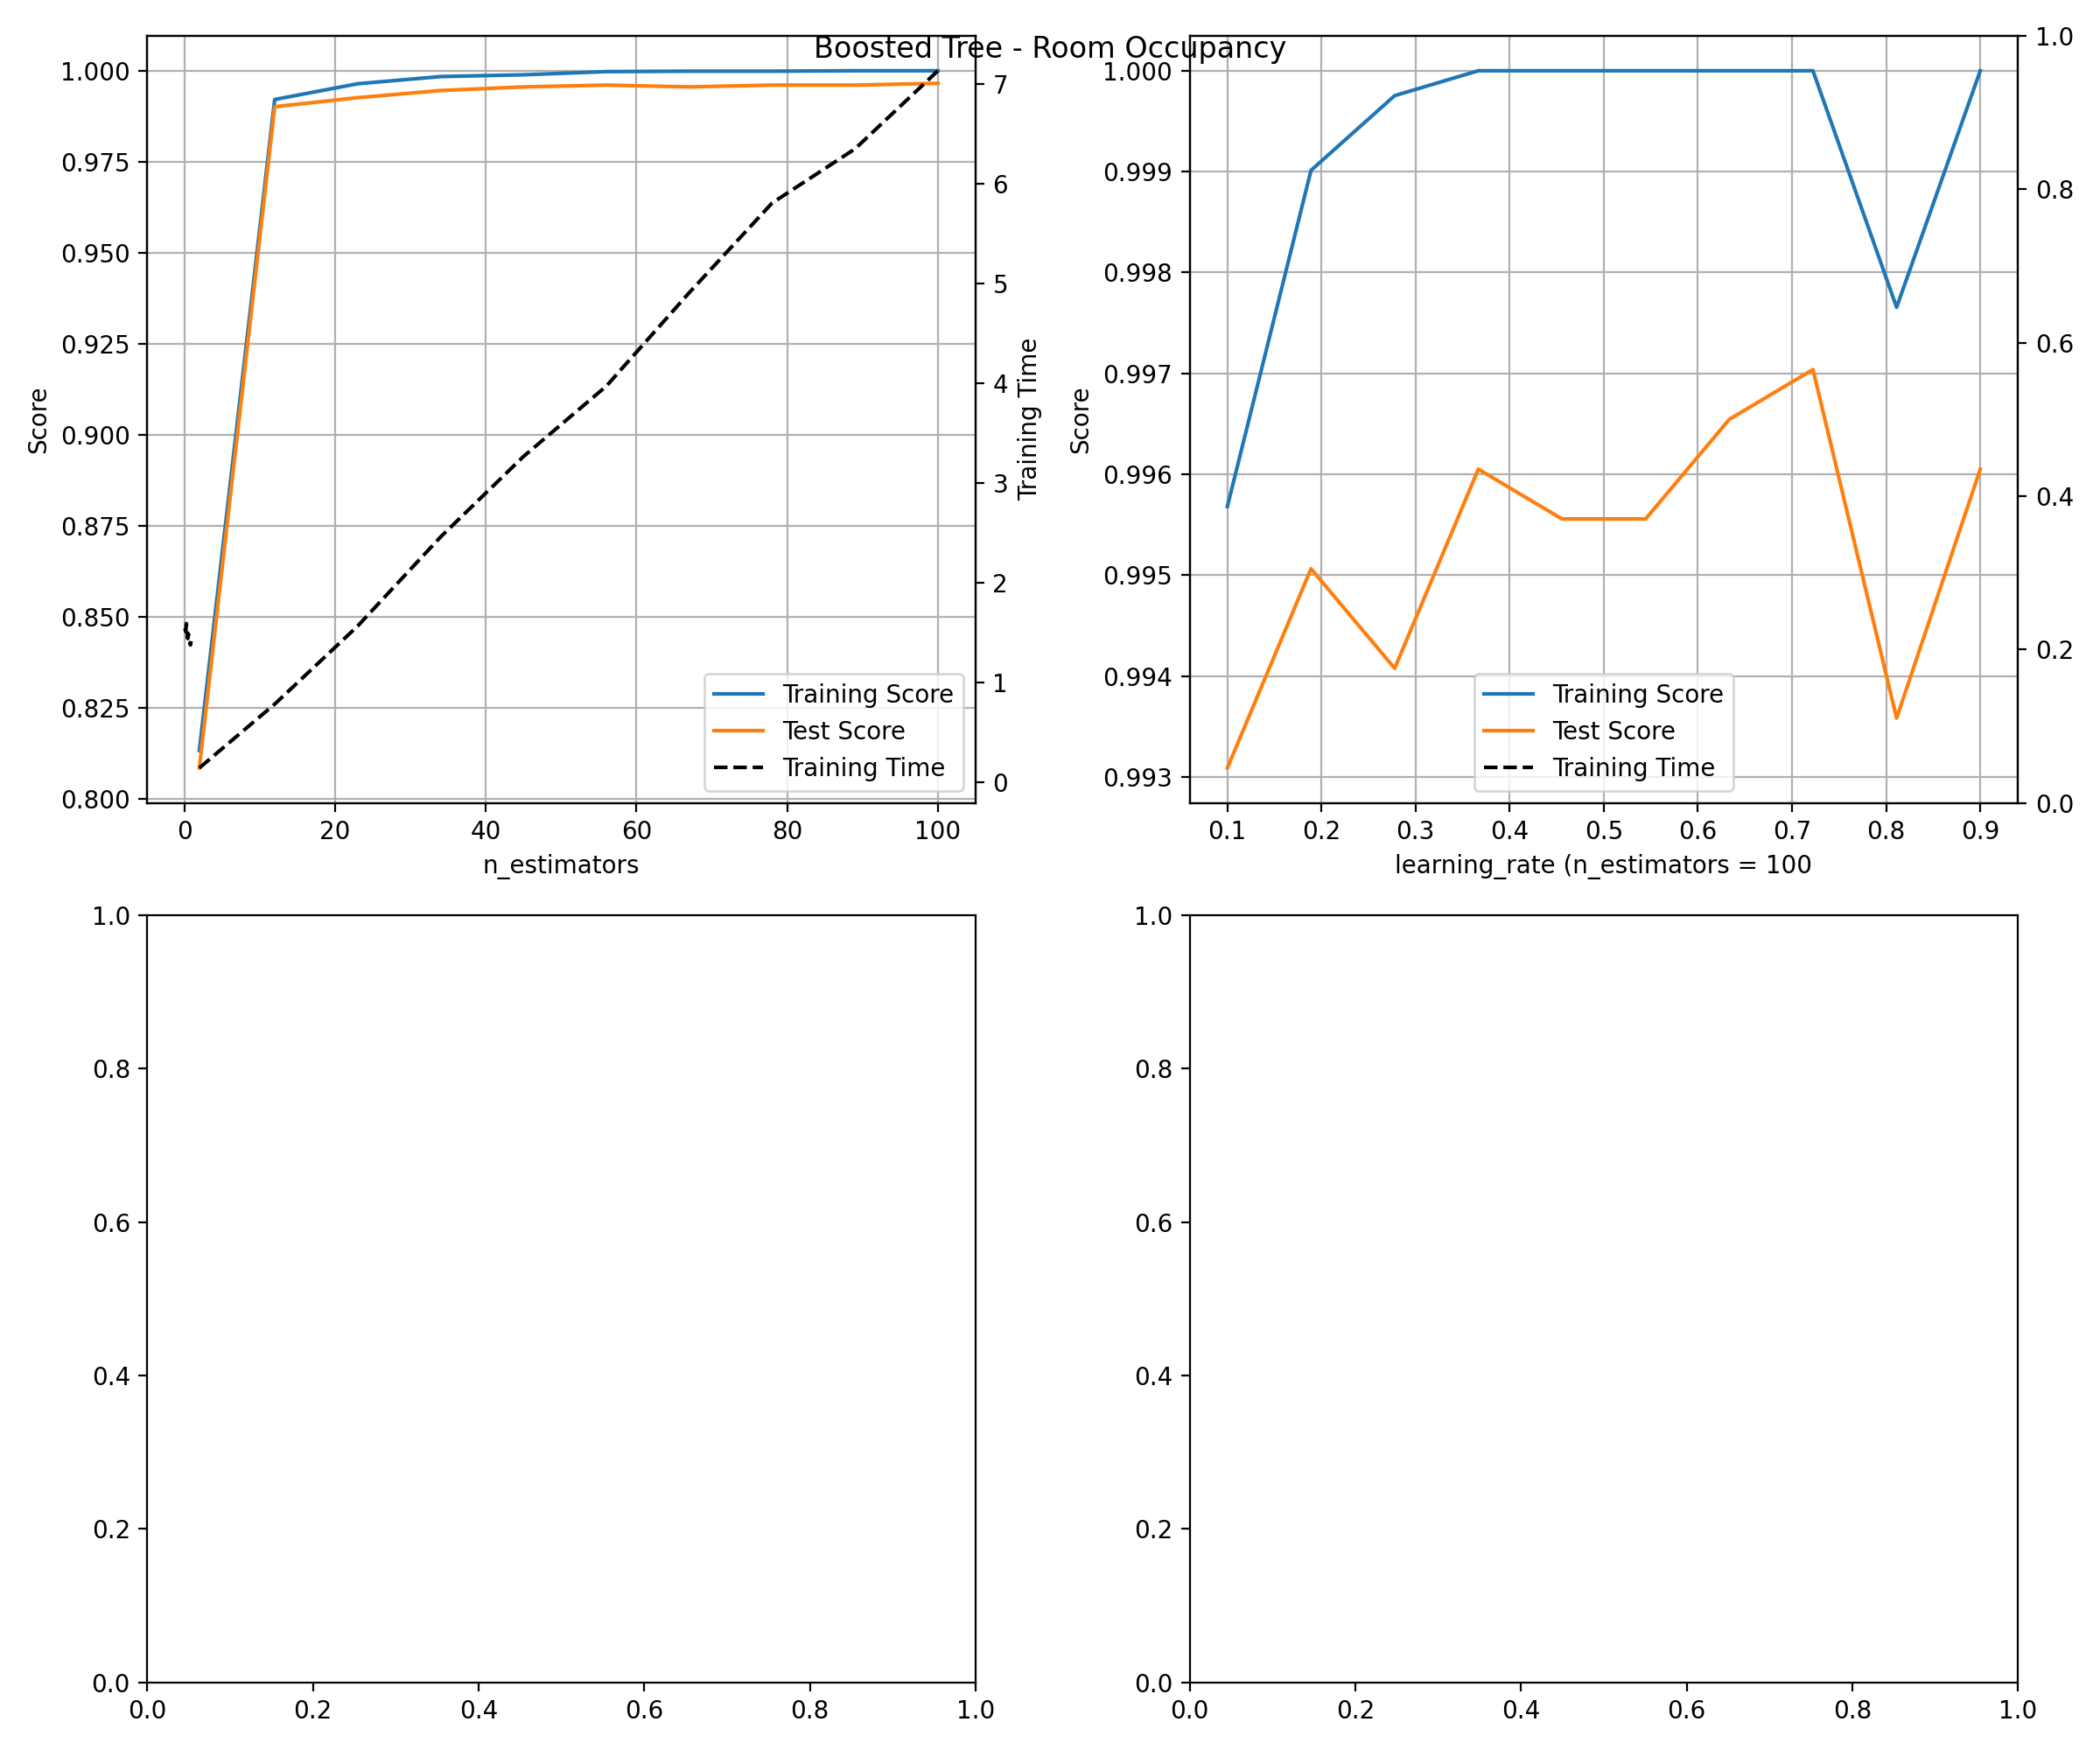 Boosted Tree - Room Occupancy
1.000
0.975
0.950
0.925
0.900
0.875
0.850
0.825
0.800
Score
0 20 40 60 80 100
n_estimators
7
6
5
4
3
2
1
0
Training Time
Training Score
Test Score
Training Time
1.000
0.999
0.998
0.997
0.996
0.995
0.994
0.993
Score
0.1 0.2 0.3 0.4 0.5 0.6 0.7 0.8 0.9
learning_rate (n_estimators = 100
1.0
0.8
0.6
0.4
0.2
0.0
Training Score
Test Score
Training Time
1.0
0.8
0.6
0.4
0.2
0.0
0.0 0.2 0.4 0.6 0.8 1.0
1.0
0.8
0.6
0.4
0.2
0.0
0.0 0.2 0.4 0.6 0.8 1.0